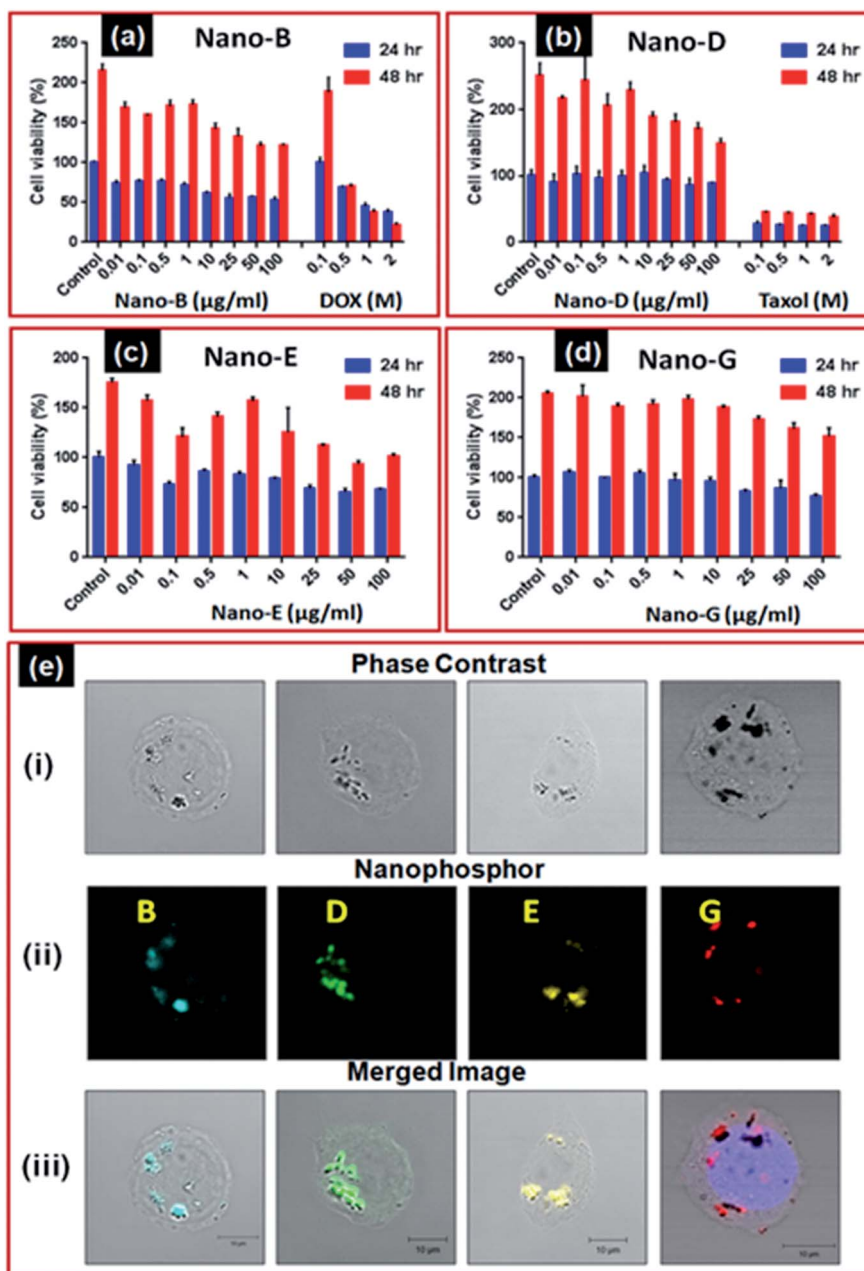 (a)
Nano-B
24 hr
48 hr
Cell viability (%)
250
200
150
100
50
0
Control 0.01 0.1 0.5 1 10 25 50 100 0.1 0.5 1 2
Nano-B (µg/ml) DOX (M)
(b)
Nano-D
24 hr
48 hr
Cell viability (%)
300
200
100
0
Control 0.01 0.1 0.5 1 10 25 50 100 0.1 0.5 1 2
Nano-D (µg/ml) Taxol (M)
(c)
Nano-E
24 hr
48 hr
Cell viability (%)
200
150
100
50
0
Control 0.01 0.1 0.5 1 10 25 50 100
Nano-E (µg/ml)
(d)
Nano-G
24 hr
48 hr
Cell viability (%)
250
200
150
100
50
0
Control 0.01 0.1 0.5 1 10 25 50 100
Nano-G (µg/ml)
(e)
Phase Contrast
(i)
Nanophosphor
(ii)
B D E G
Merged Image
(iii)
10 µm 10 µm 10 µm 10 µm